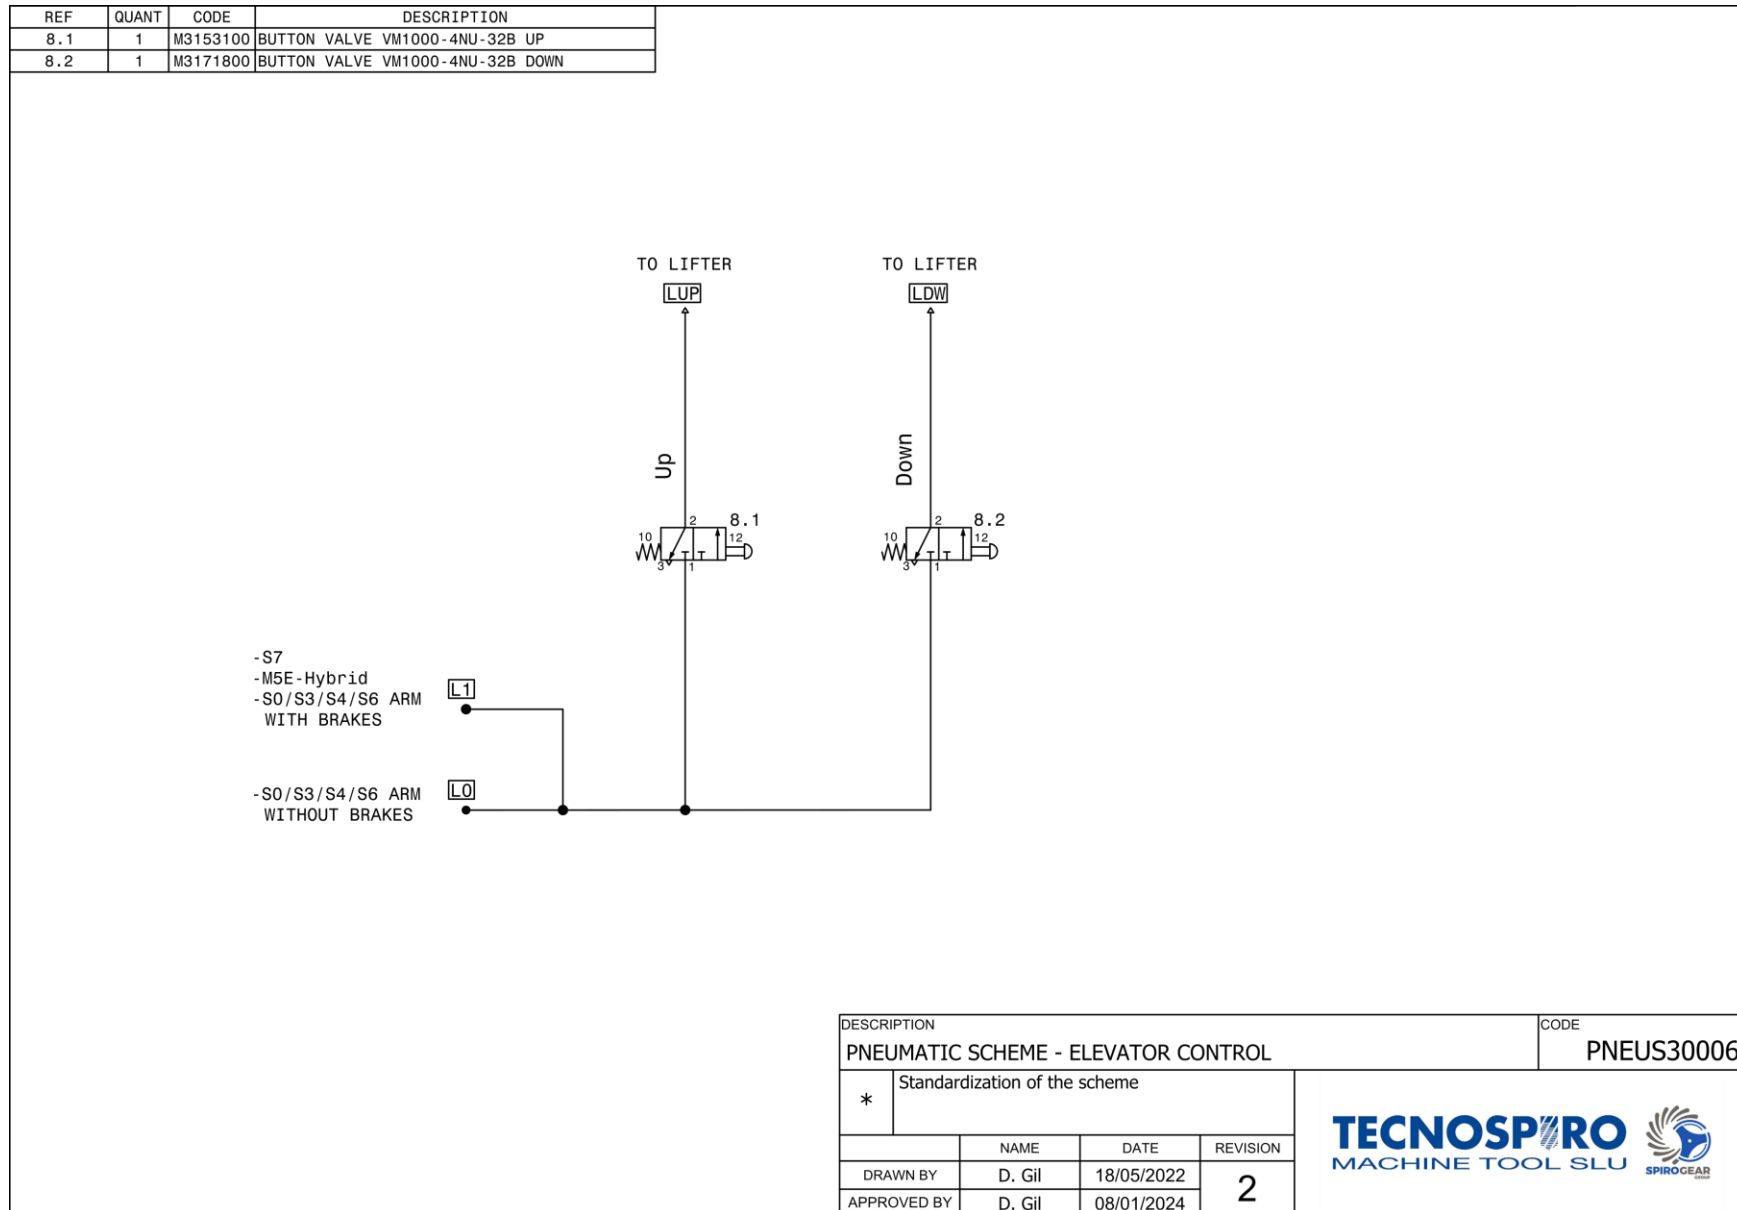 REF QUANT CODE DESCRIPTION
8.1 1 M3153100 BUTTON VALVE VM1000-4NU-32B UP
8.2 1 M3171800 BUTTON VALVE VM1000-4NU-32B DOWN
TO LIFTER TO LIFTER
LUP LDW
Up
Down
2 8.1 2 8.2
10 12 10 12
3 1 3 1
-S7
-M5E-Hybrid
-S0/S3/S4/S6 ARM
WITH BRAKES
L1
-S0/S3/S4/S6 ARM
WITHOUT BRAKES
L0
DESCRIPTION CODE
PNEUMATIC SCHEME - ELEVATOR CONTROL PNEUS30006
* Standardization of the scheme
NAME DATE REVISION
DRAWN BY D. Gil 18/05/2022
APPROVED BY D. Gil 08/01/2024 2
TECNOSPIRO
MACHINE TOOL SLU
SPIROGEAR
GROUP